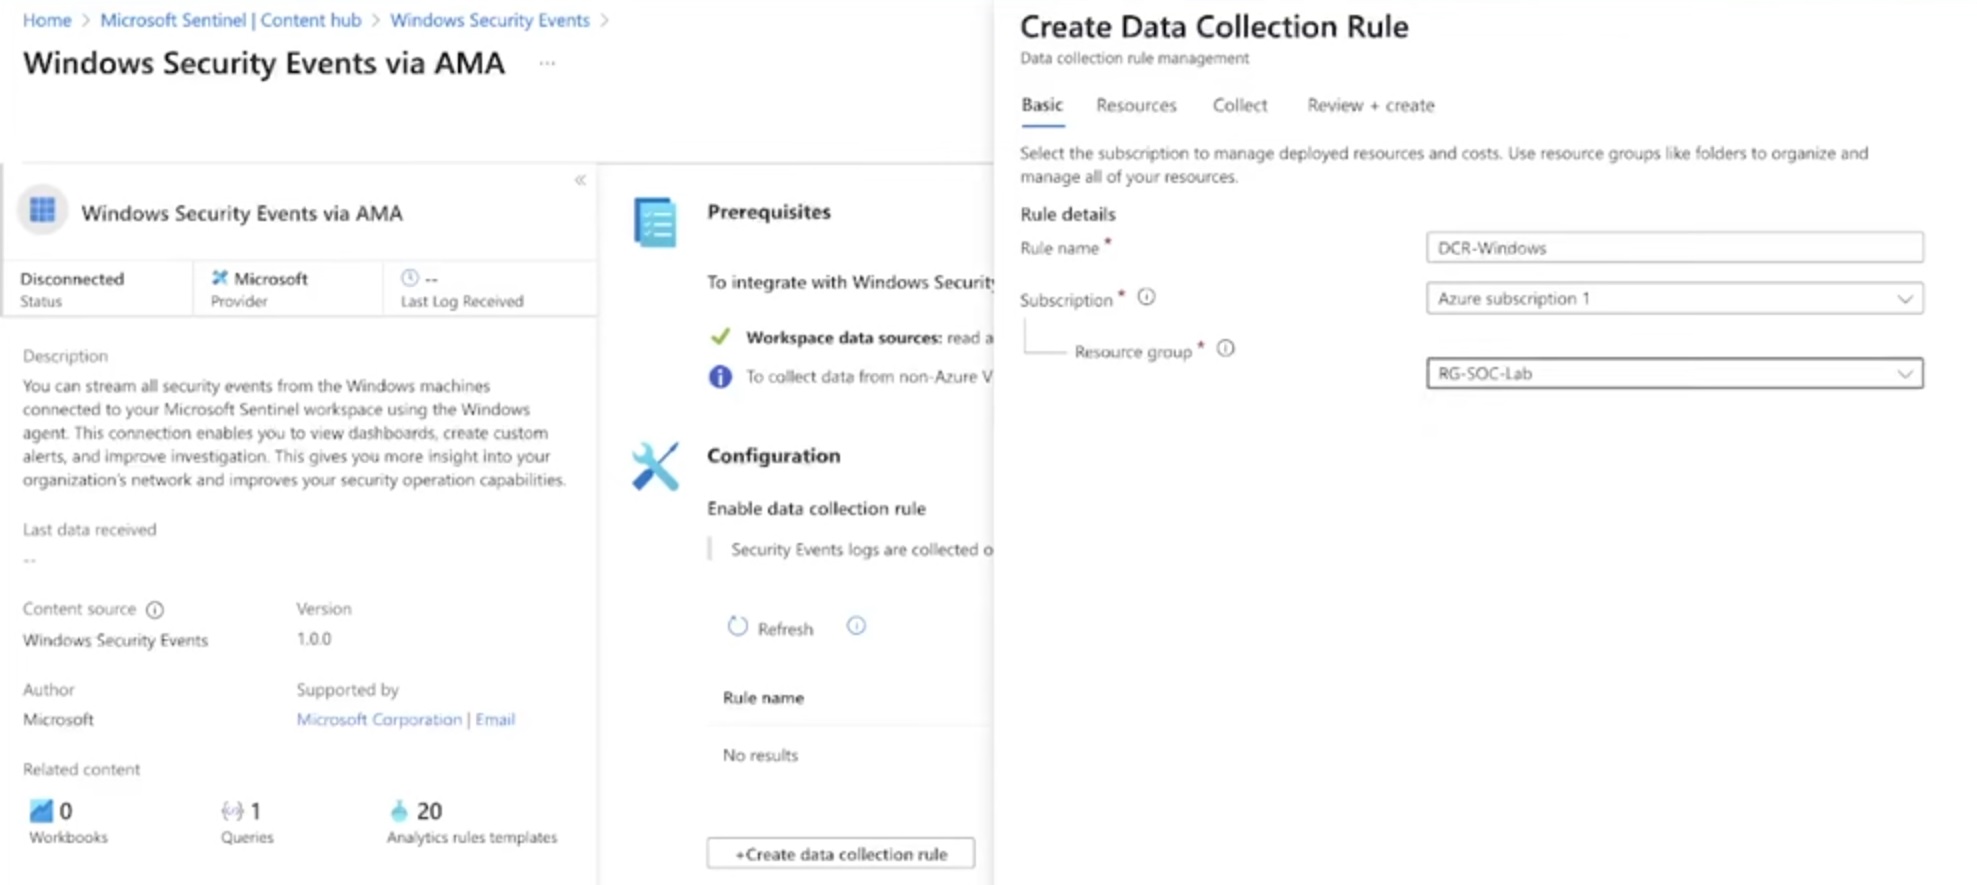 Home > Microsoft Sentinel | Content hub > Windows Security Events >
Windows Security Events via AMA ...
«
Windows Security Events via AMA
Disconnected
Status
Microsoft
Provider
--
Last Log Received
Description
You can stream all security events from the Windows machines
connected to your Microsoft Sentinel workspace using the Windows
agent. This connection enables you to view dashboards, create custom
alerts, and improve investigation. This gives you more insight into your
organization's network and improves your security operation capabilities.
Last data received
--
Content source
Windows Security Events
Version
1.0.0
Author
Microsoft
Supported by
Microsoft Corporation | Email
Related content
0
Workbooks
1
Queries
20
Analytics rules templates
Prerequisites
To integrate with Windows Securit
Workspace data sources: read a
To collect data from non-Azure V
Configuration
Enable data collection rule
Security Events logs are collected o
Refresh
Rule name
No results
+Create data collection rule
Create Data Collection Rule
Data collection rule management
Basic Resources Collect Review + create
Select the subscription to manage deployed resources and costs. Use resource groups like folders to organize and
manage all of your resources.
Rule details
Rule name * DCR-Windows
Subscription * Azure subscription 1
Resource group *
RG-SOC-Lab